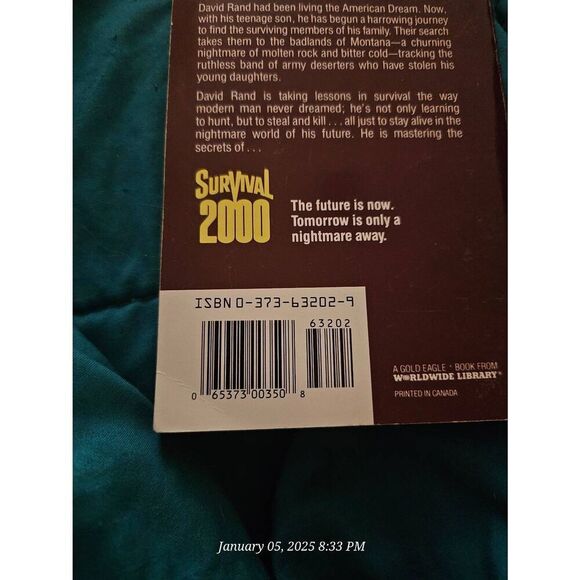 David Rand had been living the American Dream. Now,
with his teenage son, he has begun a harrowing journey
to find the surviving members of his family. Their search
takes them to the badlands of Montana—a churning
nightmare of molten rock and bitter cold—tracking the
ruthless band of army deserters who have stolen his
young daughters.
David Rand is taking lessons in survival the way
modern man never dreamed; he's not only learning
to hunt, but to steal and kill . . . all just to stay alive in the
nightmare world of his future. He is mastering the
secrets of . . .
SURVIVAL
2000
The future is now.
Tomorrow is only a
nightmare away.
ISBN 0-373-63202-9
63202
0 65373 00350 8
A GOLD EAGLE • BOOK FROM
WORLDWIDE LIBRARY®
PRINTED IN CANADA
January 05, 2025 8:33 PM